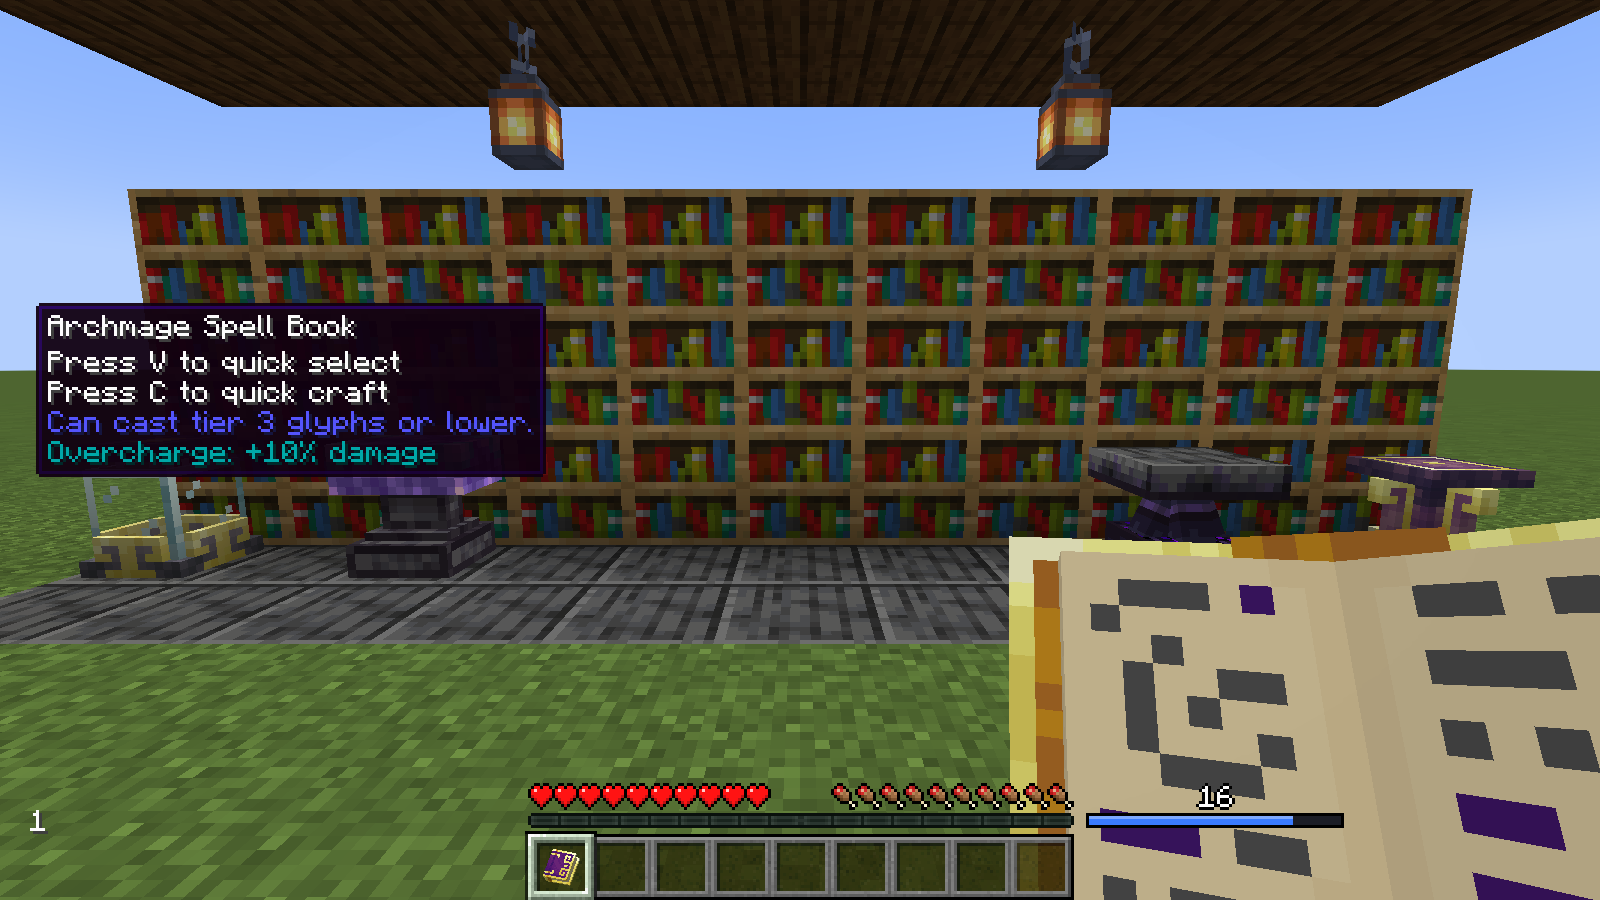 Archmage Spell Book
Press V to quick select
Press C to quick craft
Can cast tier 3 glyphs or lower.
Overcharge: +10% damage
16
1